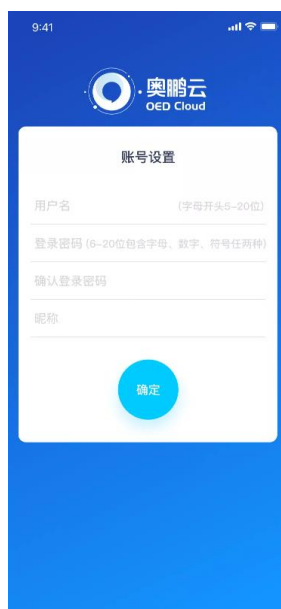 9:41
奥鹏云
OED Cloud
账号设置
用户名 (字母开头5-20位)
登录密码 (6-20位包含字母、数字、符号任两种)
确认登录密码
昵称
确定